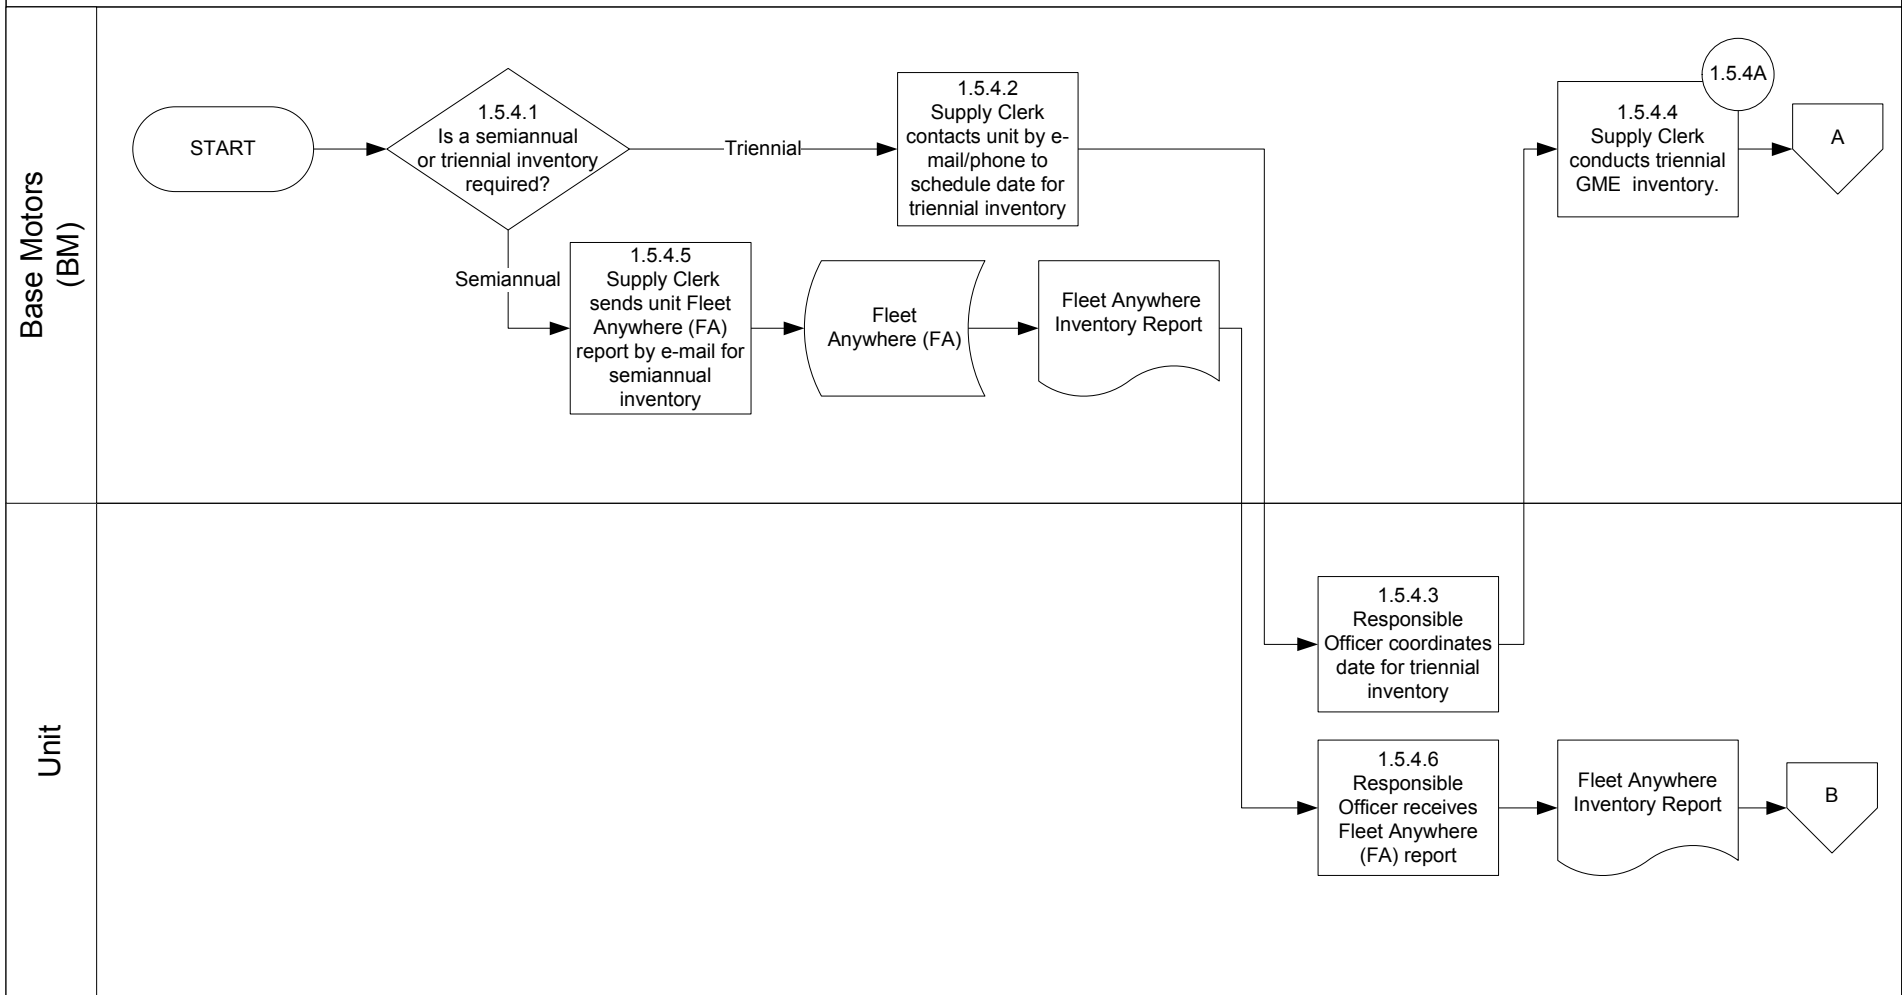 Base Motors
(BM)
START
1.5.4.1
Is a semiannual
or triennial inventory
required?
Triennial
1.5.4.2
Supply Clerk
contacts unit by e-
mail/phone to
schedule date for
triennial inventory
1.5.4A
1.5.4.4
Supply Clerk
conducts triennial
GME inventory.
A
Semiannual
1.5.4.5
Supply Clerk
sends unit Fleet
Anywhere (FA)
report by e-mail for
semiannual
inventory
Fleet
Anywhere (FA)
Fleet Anywhere
Inventory Report
Unit
1.5.4.3
Responsible
Officer coordinates
date for triennial
inventory
1.5.4.6
Responsible
Officer receives
Fleet Anywhere
(FA) report
Fleet Anywhere
Inventory Report
B